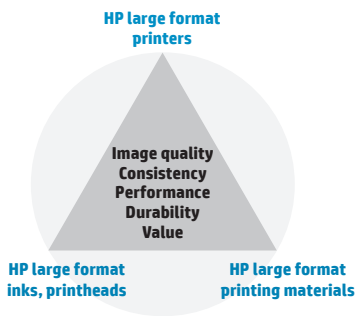 HP large format
printers
Image quality
Consistency
Performance
Durability
Value
HP large format
inks, printheads
HP large format
printing materials